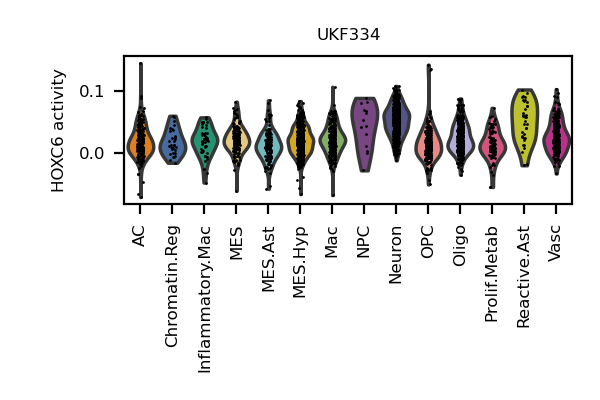 UKF334
HOXC6 activity
0.1
0.0
AC
Chromatin.Reg
Inflammatory.Mac
MES
MES.Ast
MES.Hyp
Mac
NPC
Neuron
OPC
Oligo
Prolif.Metab
Reactive.Ast
Vasc